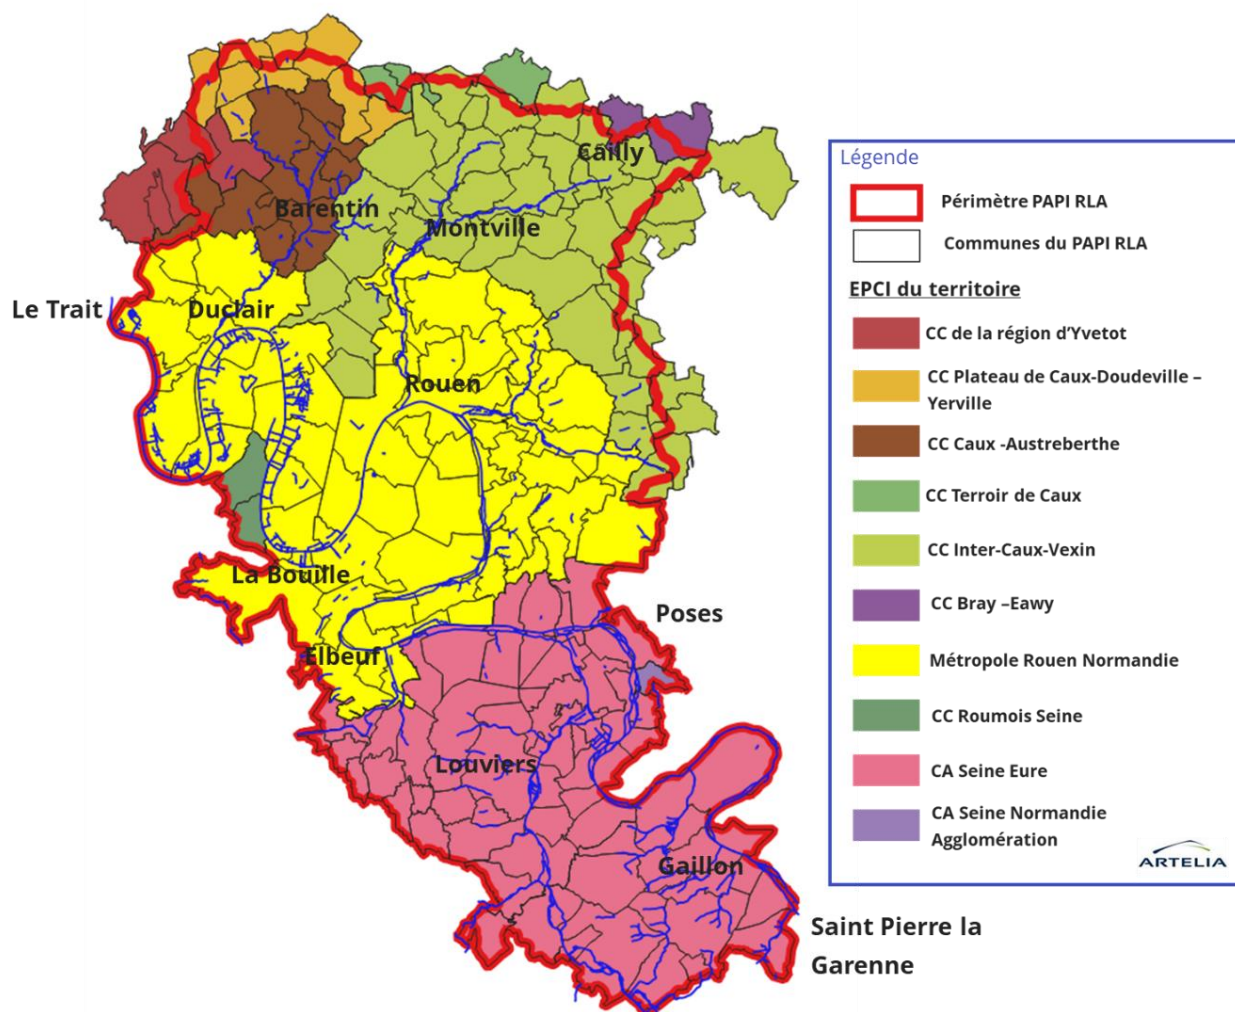 Cailly
Barentin
Montville
Le Trait
Duclair
Rouen
La Bouille
Poses
Elbeuf
Louviers
Gaillon
Saint Pierre la
Garenne
Légende
Périmètre PAPI RLA
Communes du PAPI RLA
EPCI du territoire
CC de la région d’Yvetot
CC Plateau de Caux-Doudeville –
Yerville
CC Caux -Austreberthe
CC Terroir de Caux
CC Inter-Caux-Vexin
CC Bray –Eawy
Métropole Rouen Normandie
CC Roumois Seine
CA Seine Eure
CA Seine Normandie
Agglomération
ARTELIA